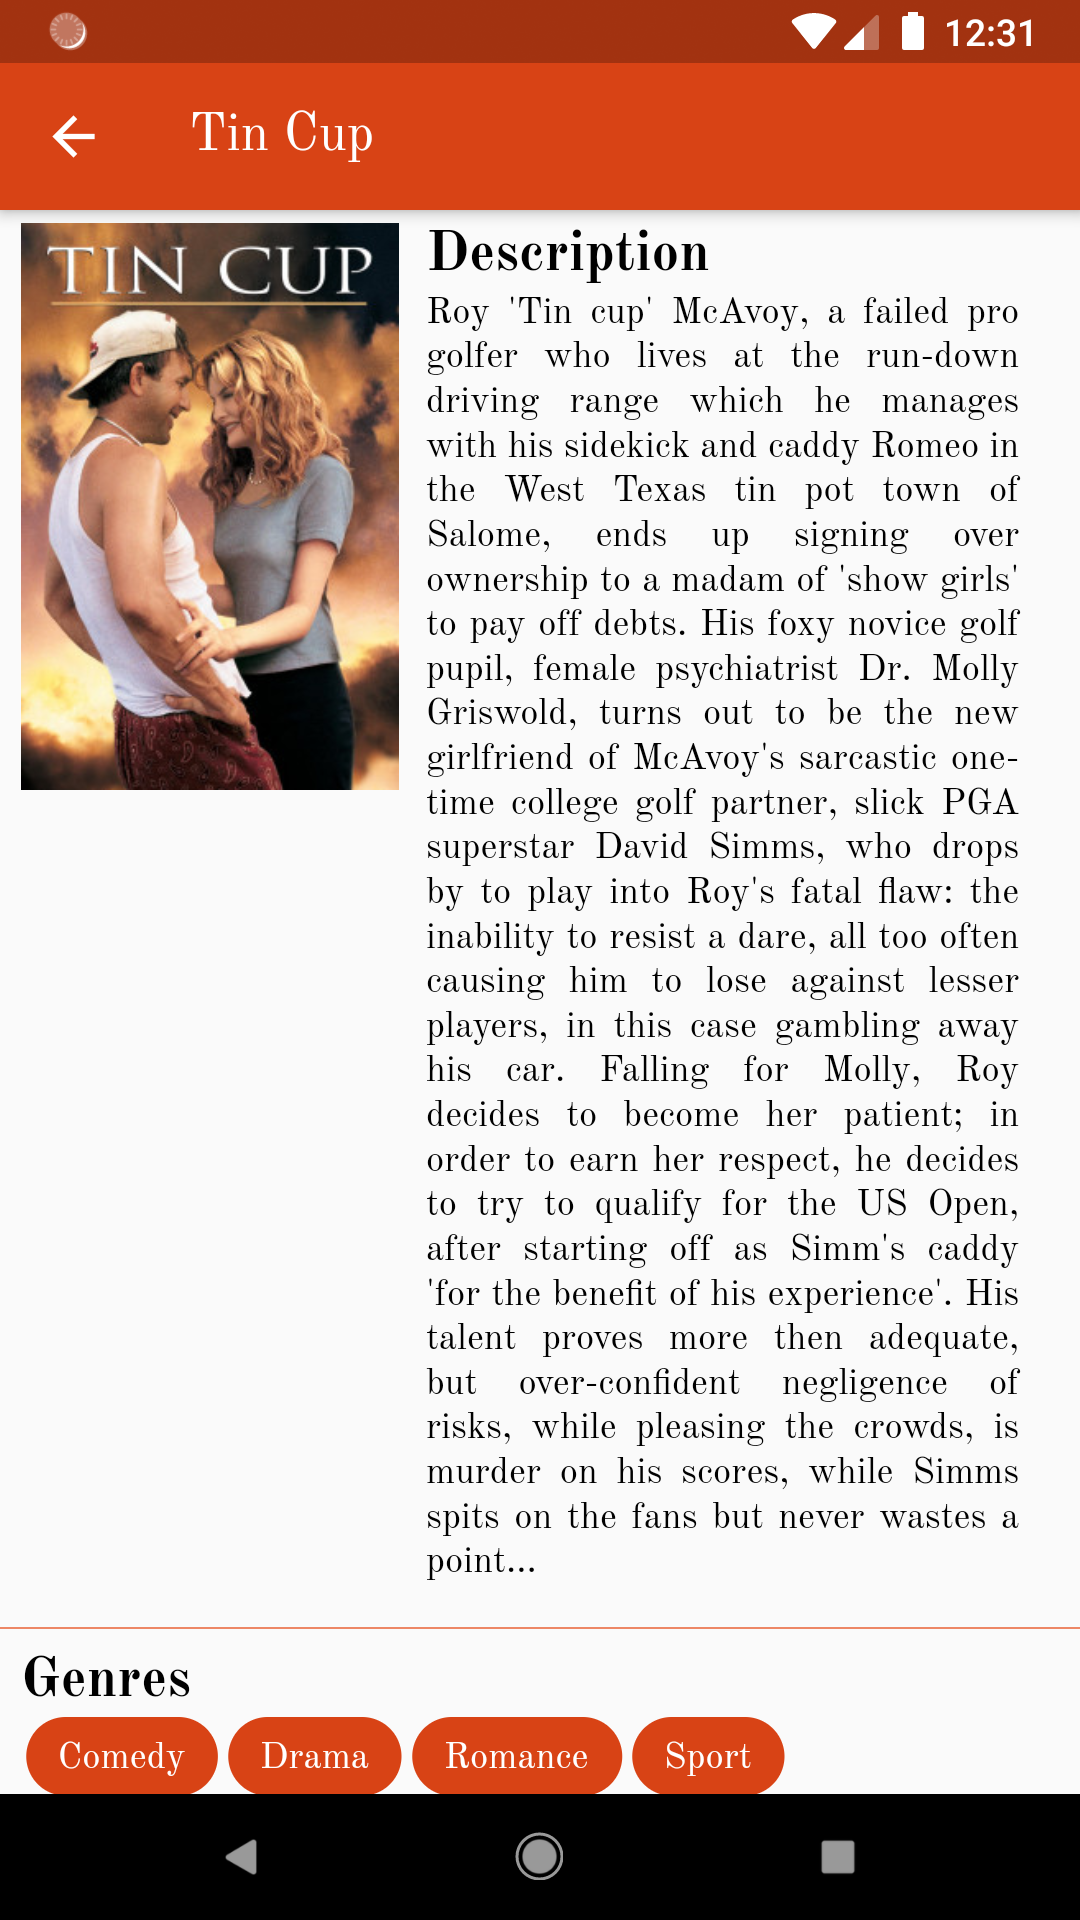 12:31
Tin Cup
TIN CUP
Description
Roy 'Tin cup' McAvoy, a failed pro
golfer who lives at the run-down
driving range which he manages
with his sidekick and caddy Romeo in
the West Texas tin pot town of
Salome, ends up signing over
ownership to a madam of 'show girls'
to pay off debts. His foxy novice golf
pupil, female psychiatrist Dr. Molly
Griswold, turns out to be the new
girlfriend of McAvoy's sarcastic one-
time college golf partner, slick PGA
superstar David Simms, who drops
by to play into Roy's fatal flaw: the
inability to resist a dare, all too often
causing him to lose against lesser
players, in this case gambling away
his car. Falling for Molly, Roy
decides to become her patient; in
order to earn her respect, he decides
to try to qualify for the US Open,
after starting off as Simm's caddy
'for the benefit of his experience'. His
talent proves more then adequate,
but over-confident negligence of
risks, while pleasing the crowds, is
murder on his scores, while Simms
spits on the fans but never wastes a
point...
Genres
Comedy
Drama
Romance
Sport